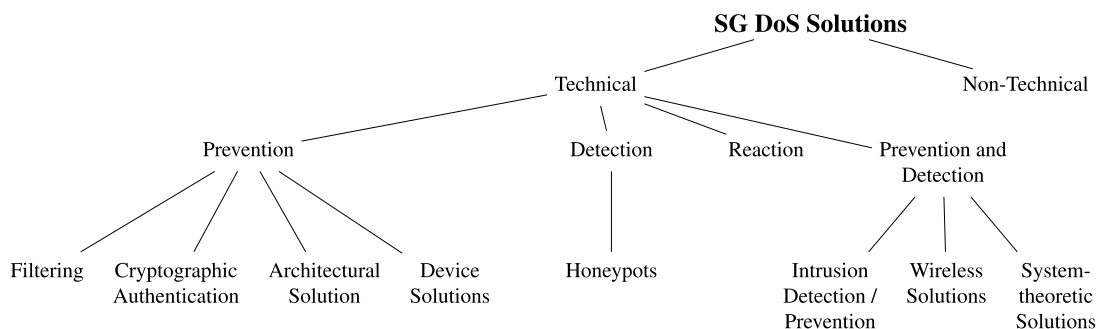 SG DoS Solutions
Technical
Non-Technical
Prevention
Detection
Reaction
Prevention and
Detection
Filtering
Cryptographic
Authentication
Architectural
Solution
Device
Solutions
Honeypots
Intrusion
Detection /
Prevention
Wireless
Solutions
System-
theoretic
Solutions